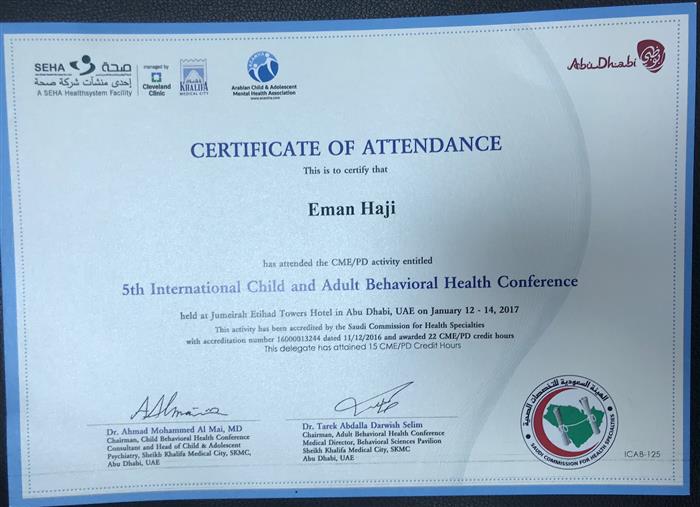 SEHA صحة
إحدى منشآت شركة صحة
A SEHA Healthsystem Facility
managed by
Cleveland
Clinic
KHALIFA
MEDICAL CITY
Arabian Child & Adolescent
Mental Health Association
Abu Dhabi
CERTIFICATE OF ATTENDANCE
This is to certify that
Eman Haji
has attended the CME/PD activity entitled
5th International Child and Adult Behavioral Health Conference
held at Jumeirah Etihad Towers Hotel in Abu Dhabi, UAE on January 12 - 14, 2017
This activity has been accredited by the Saudi Commission for Health Specialties
with accreditation number 16000013244 dated 11/12/2016 and awarded 22 CME/PD credit hours
This delegate has attained 15 CME/PD Credit Hours
Dr. Ahmad Mohammed Al Mai, MD
Chairman, Child Behavioral Health Conference
Consultant and Head of Child & Adolescent
Psychiatry, Sheikh Khalifa Medical City, SKMC,
Abu Dhabi, UAE
Dr. Tarek Abdalla Darwish Selim
Chairman, Adult Behavioral Health Conference
Medical Director, Behavioral Sciences Pavilion
Sheikh Khalifa Medical City, SKMC
Abu Dhabi, UAE
الهيئة السعودية للتخصصات الصحية
SAUDI COMMISSION FOR HEALTH SPECIALTIES
ICAB-125